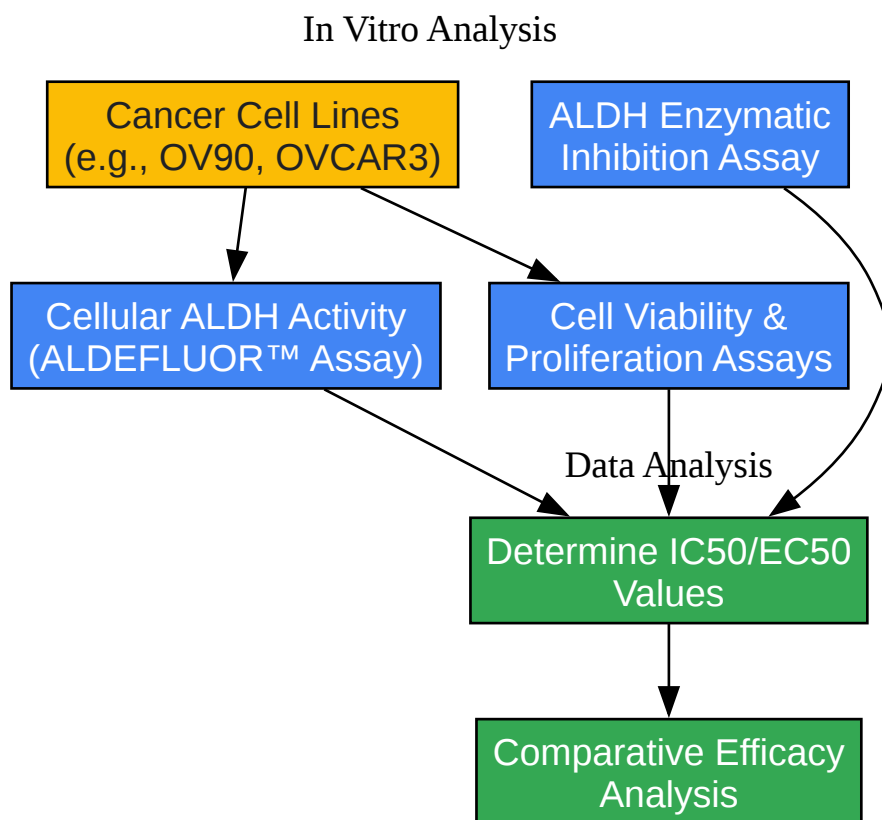 In Vitro Analysis
Cancer Cell Lines
(e.g., OV90, OVCAR3)
ALDH Enzymatic
Inhibition Assay
Cellular ALDH Activity
(ALDEFLUOR™ Assay)
Cell Viability &
Proliferation Assays
Data Analysis
Determine IC50/EC50
Values
Comparative Efficacy
Analysis